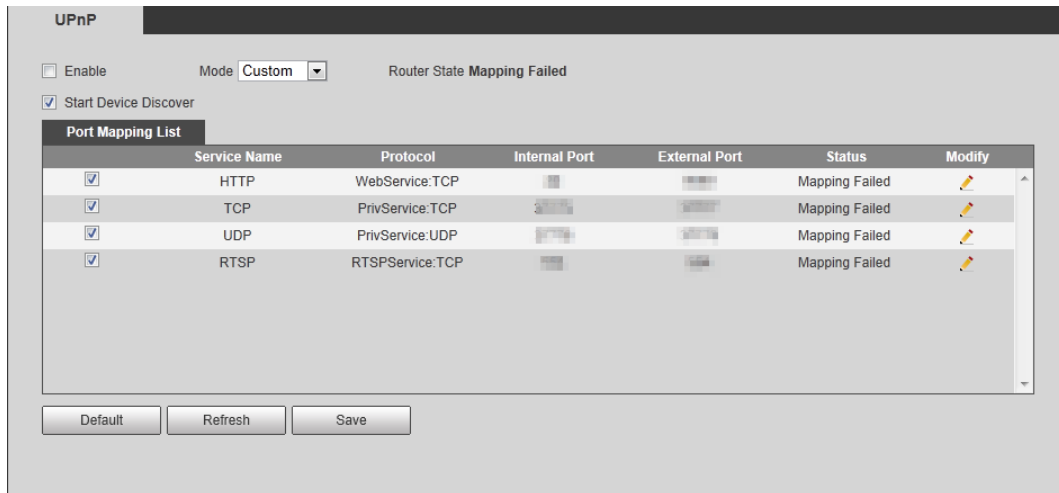 UPnP
Enable Mode Custom Router State Mapping Failed
Start Device Discover
Port Mapping List
Service Name Protocol Internal Port External Port Status Modify
HTTP WebService:TCP Mapping Failed
TCP PrivService:TCP Mapping Failed
UDP PrivService:UDP Mapping Failed
RTSP RTSPService:TCP Mapping Failed
Default Refresh Save